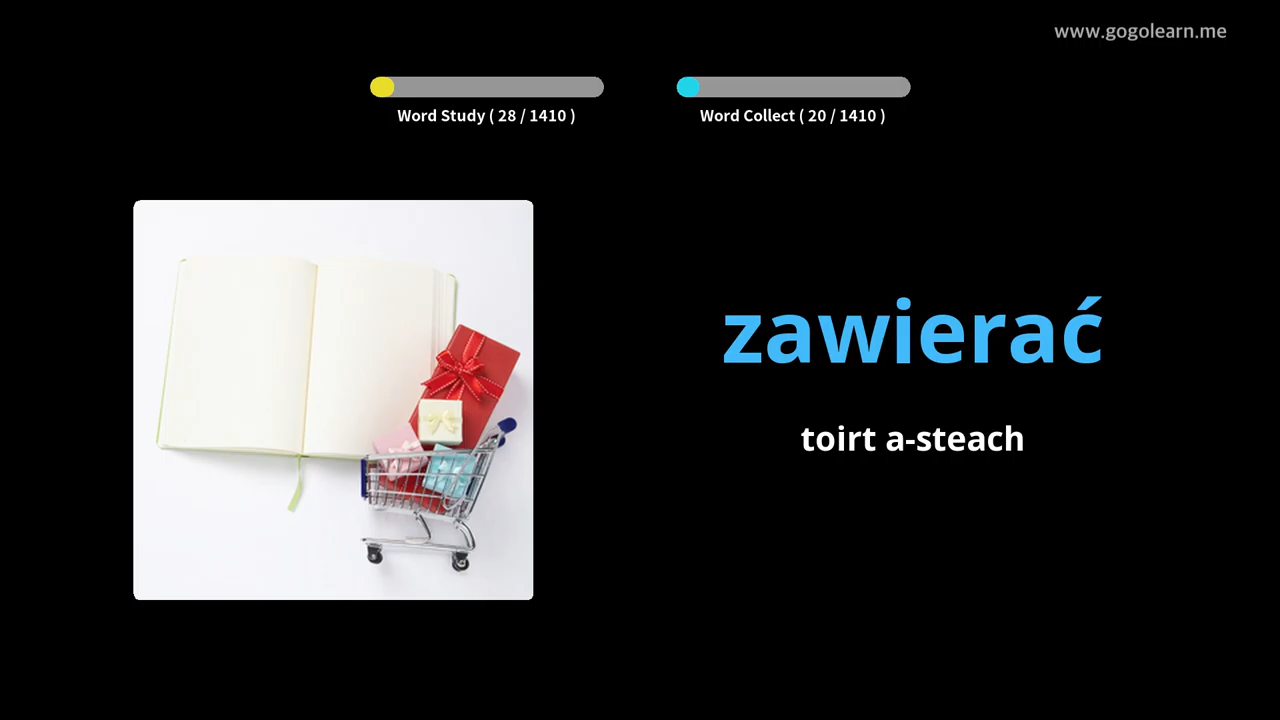 www.gogolearn.me
Word Study ( 28 / 1410 )
Word Collect ( 20 / 1410 )
zawierać
toirt a-steach